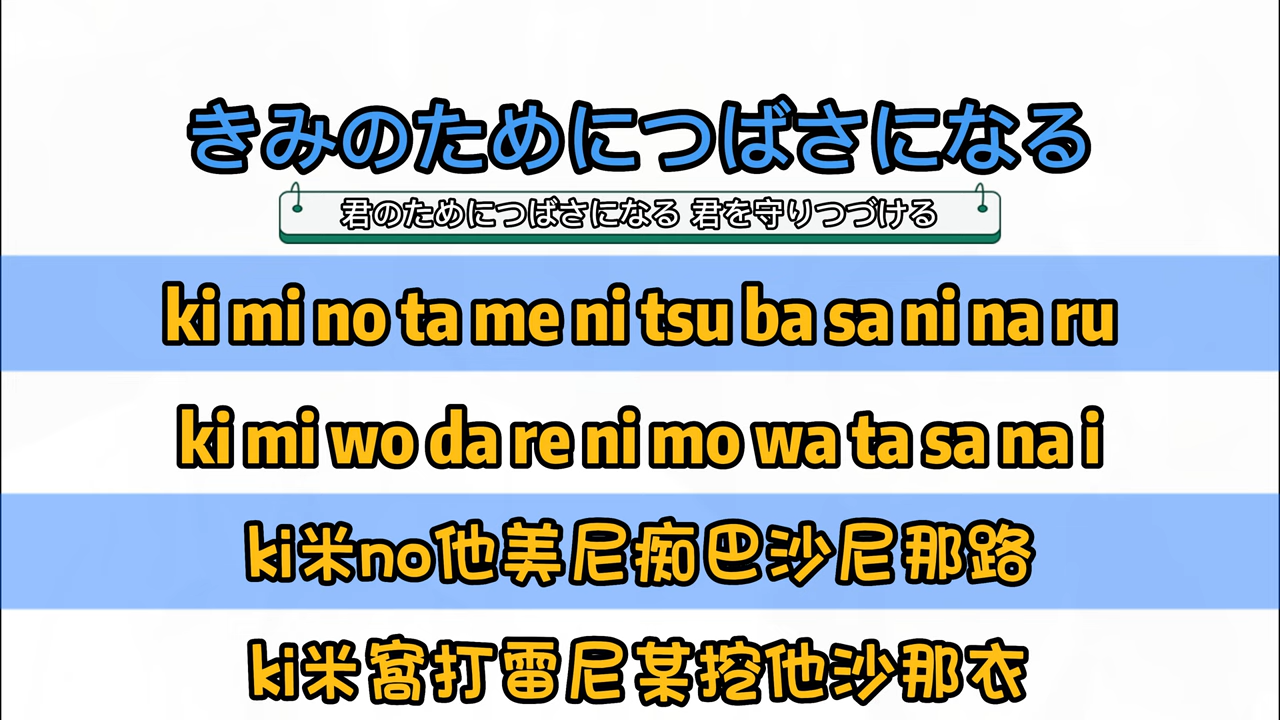 きみのためにつばさになる
君のためにつばさになる 君を守りつづける
ki mi no ta me ni tsu ba sa ni na ru
ki mi wo da re ni mo wa ta sa na i
ki米no他美尼痴巴沙尼那路
ki米窝打雷尼某挖他沙那衣